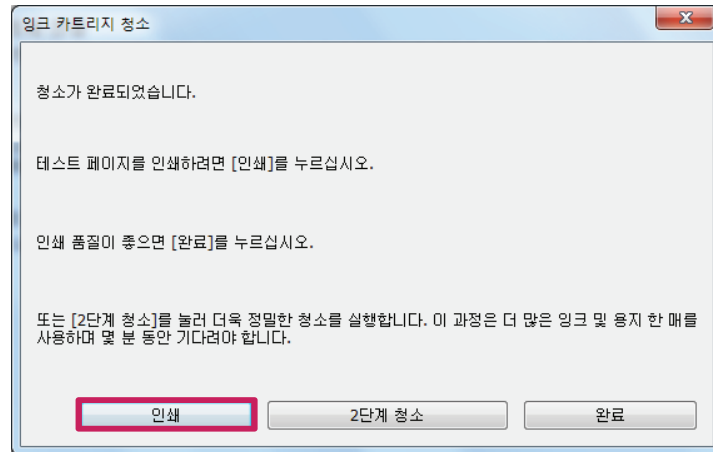 잉크 카트리지 청소
청소가 완료되었습니다.
테스트 페이지를 인쇄하려면 [인쇄]를 누르십시오.
인쇄 품질이 좋으면 [완료]를 누르십시오.
또는 [2단계 청소]를 눌러 더욱 정밀한 청소를 실행합니다. 이 과정은 더 많은 잉크 및 용지 한 매를
사용하며 몇 분 동안 기다려야 합니다.
인쇄 2단계 청소 완료